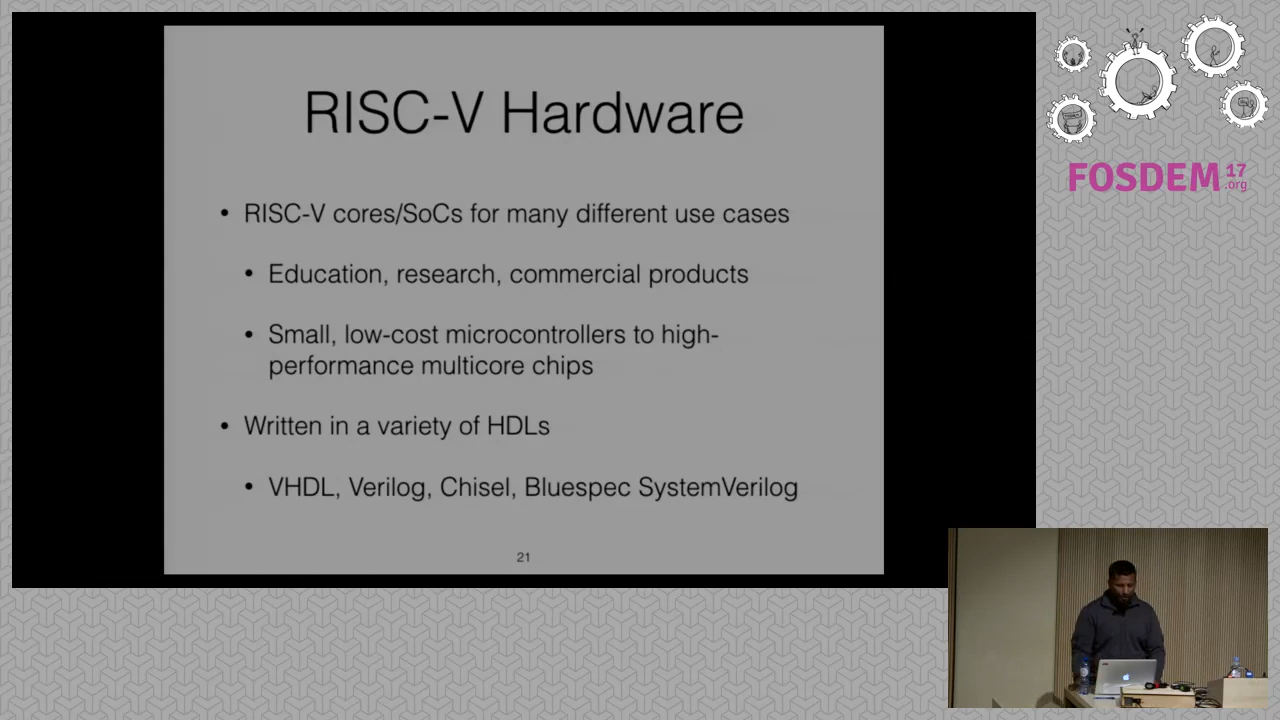 RISC-V Hardware
• RISC-V cores/SoCs for many different use cases
• Education, research, commercial products
• Small, low-cost microcontrollers to high-
performance multicore chips
• Written in a variety of HDLs
• VHDL, Verilog, Chisel, Bluespec SystemVerilog
21
FOSDEM 17
.org